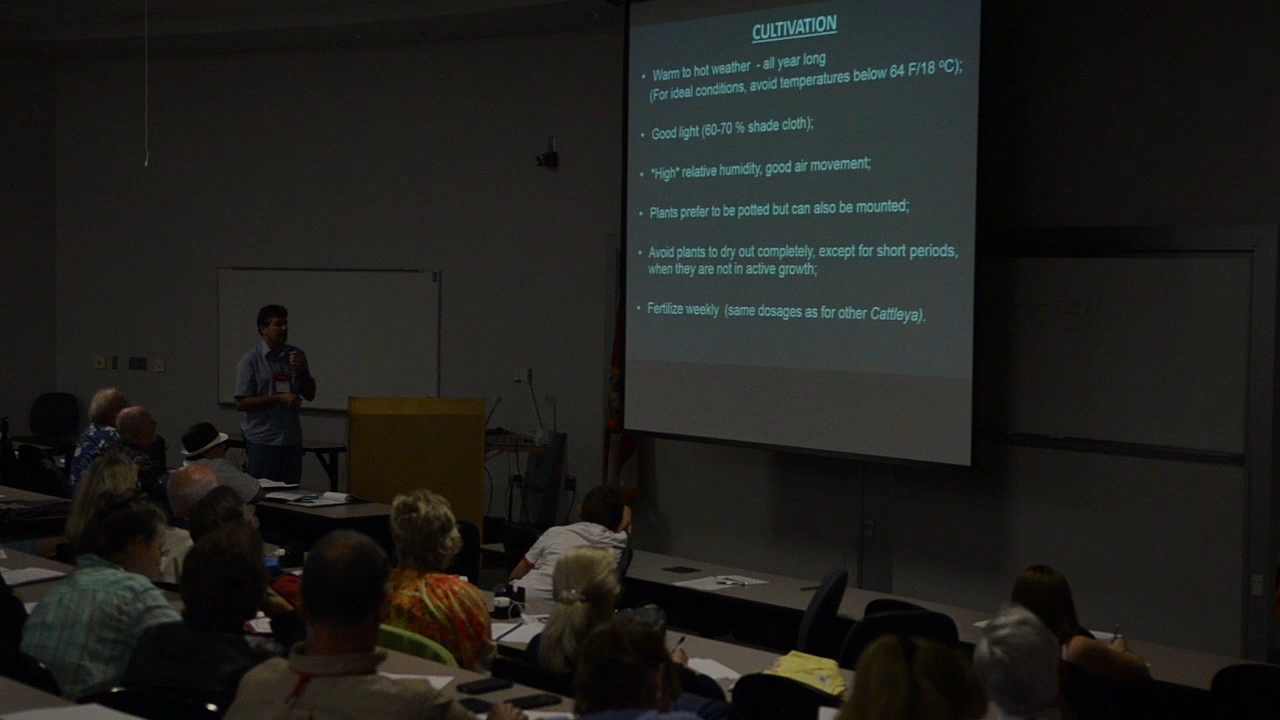 CULTIVATION
• Warm to hot weather - all year long
(For ideal conditions, avoid temperatures below 64 F/18 ºC);
• Good light (60-70 % shade cloth);
• *High* relative humidity, good air movement;
• Plants prefer to be potted but can also be mounted;
• Avoid plants to dry out completely, except for short periods,
when they are not in active growth;
• Fertilize weekly (same dosages as for other Cattleya).